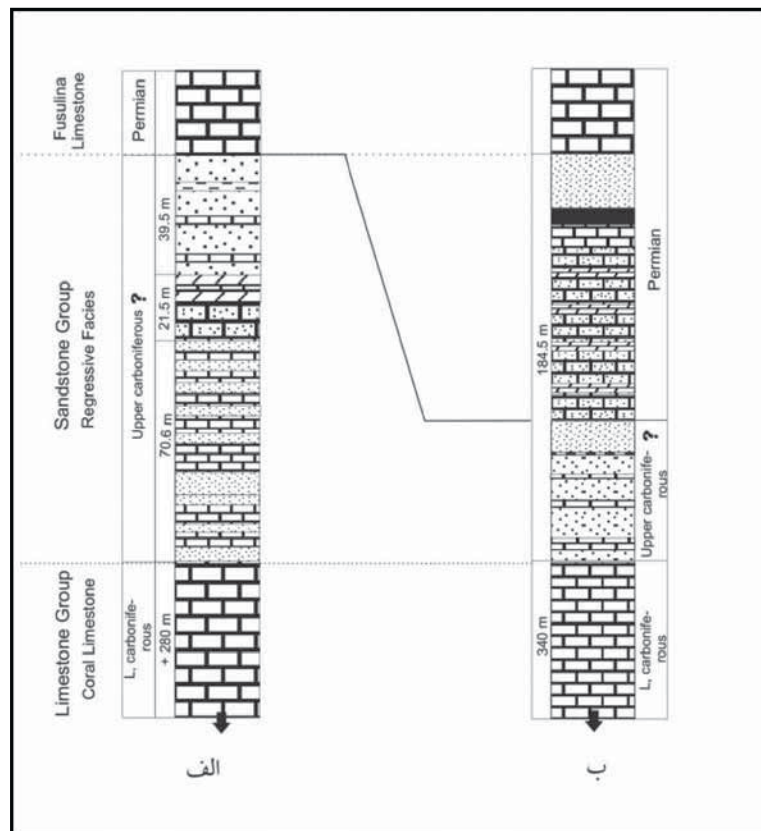 Fusulina
Limestone
Permian
Sandstone Group
Regressive Facies
Upper carboniferous ?
39.5 m
21.5 m
70.6 m
Limestone Group
Coral Limestone
L, carbonife-
rous
+ 280 m
الف
184.5 m
Permian
Upper carbonife-
rous ?
340 m
L, carbonife-
rous
ب